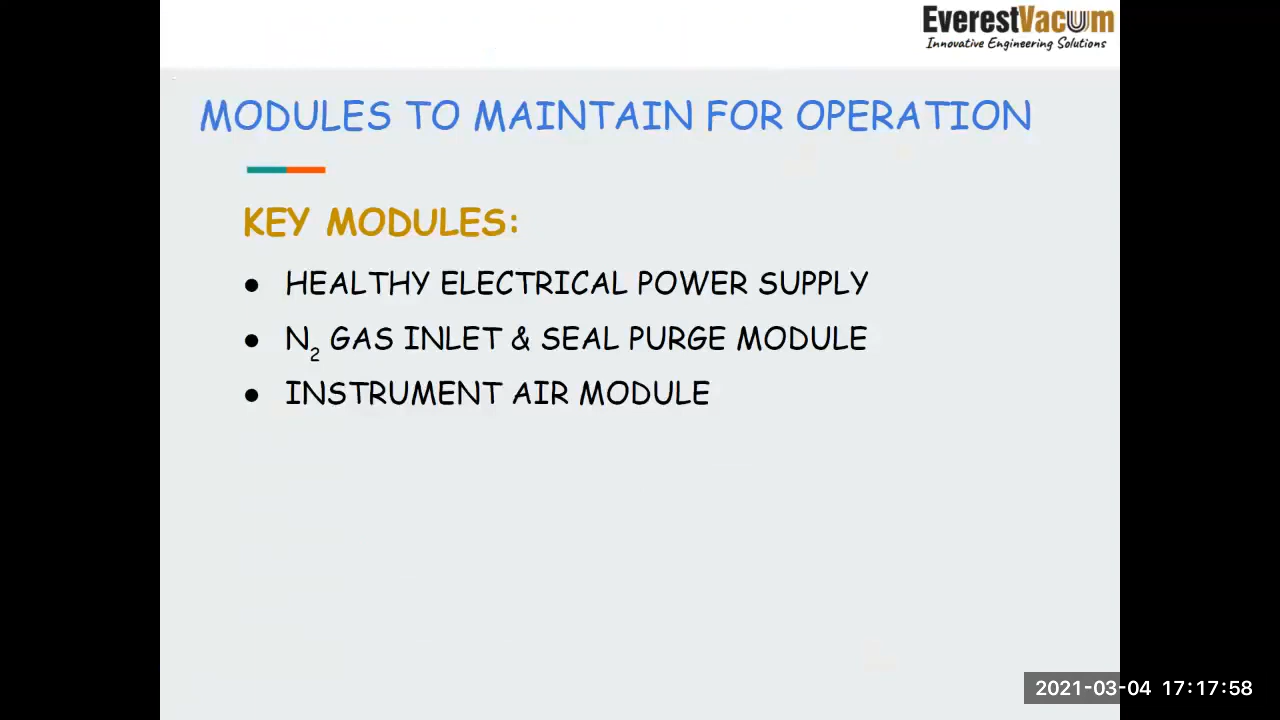 EverestVacuum
Innovative Engineering Solutions
MODULES TO MAINTAIN FOR OPERATION
KEY MODULES:
● HEALTHY ELECTRICAL POWER SUPPLY
● N₂ GAS INLET & SEAL PURGE MODULE
● INSTRUMENT AIR MODULE
2021-03-04 17:17:58